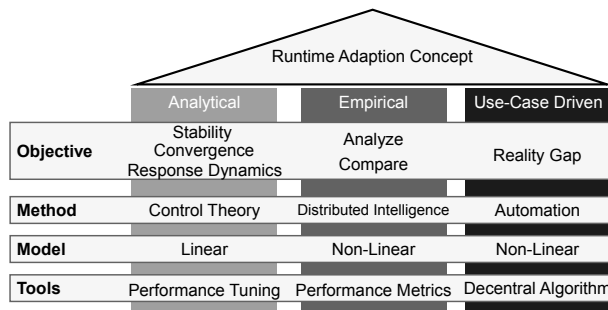 Runtime Adaption Concept
Analytical Empirical Use-Case Driven
Objective
Stability
Convergence
Response Dynamics
Analyze
Compare
Reality Gap
Method Control Theory Distributed Intelligence Automation
Model Linear Non-Linear Non-Linear
Tools Performance Tuning Performance Metrics Decentral Algorithm